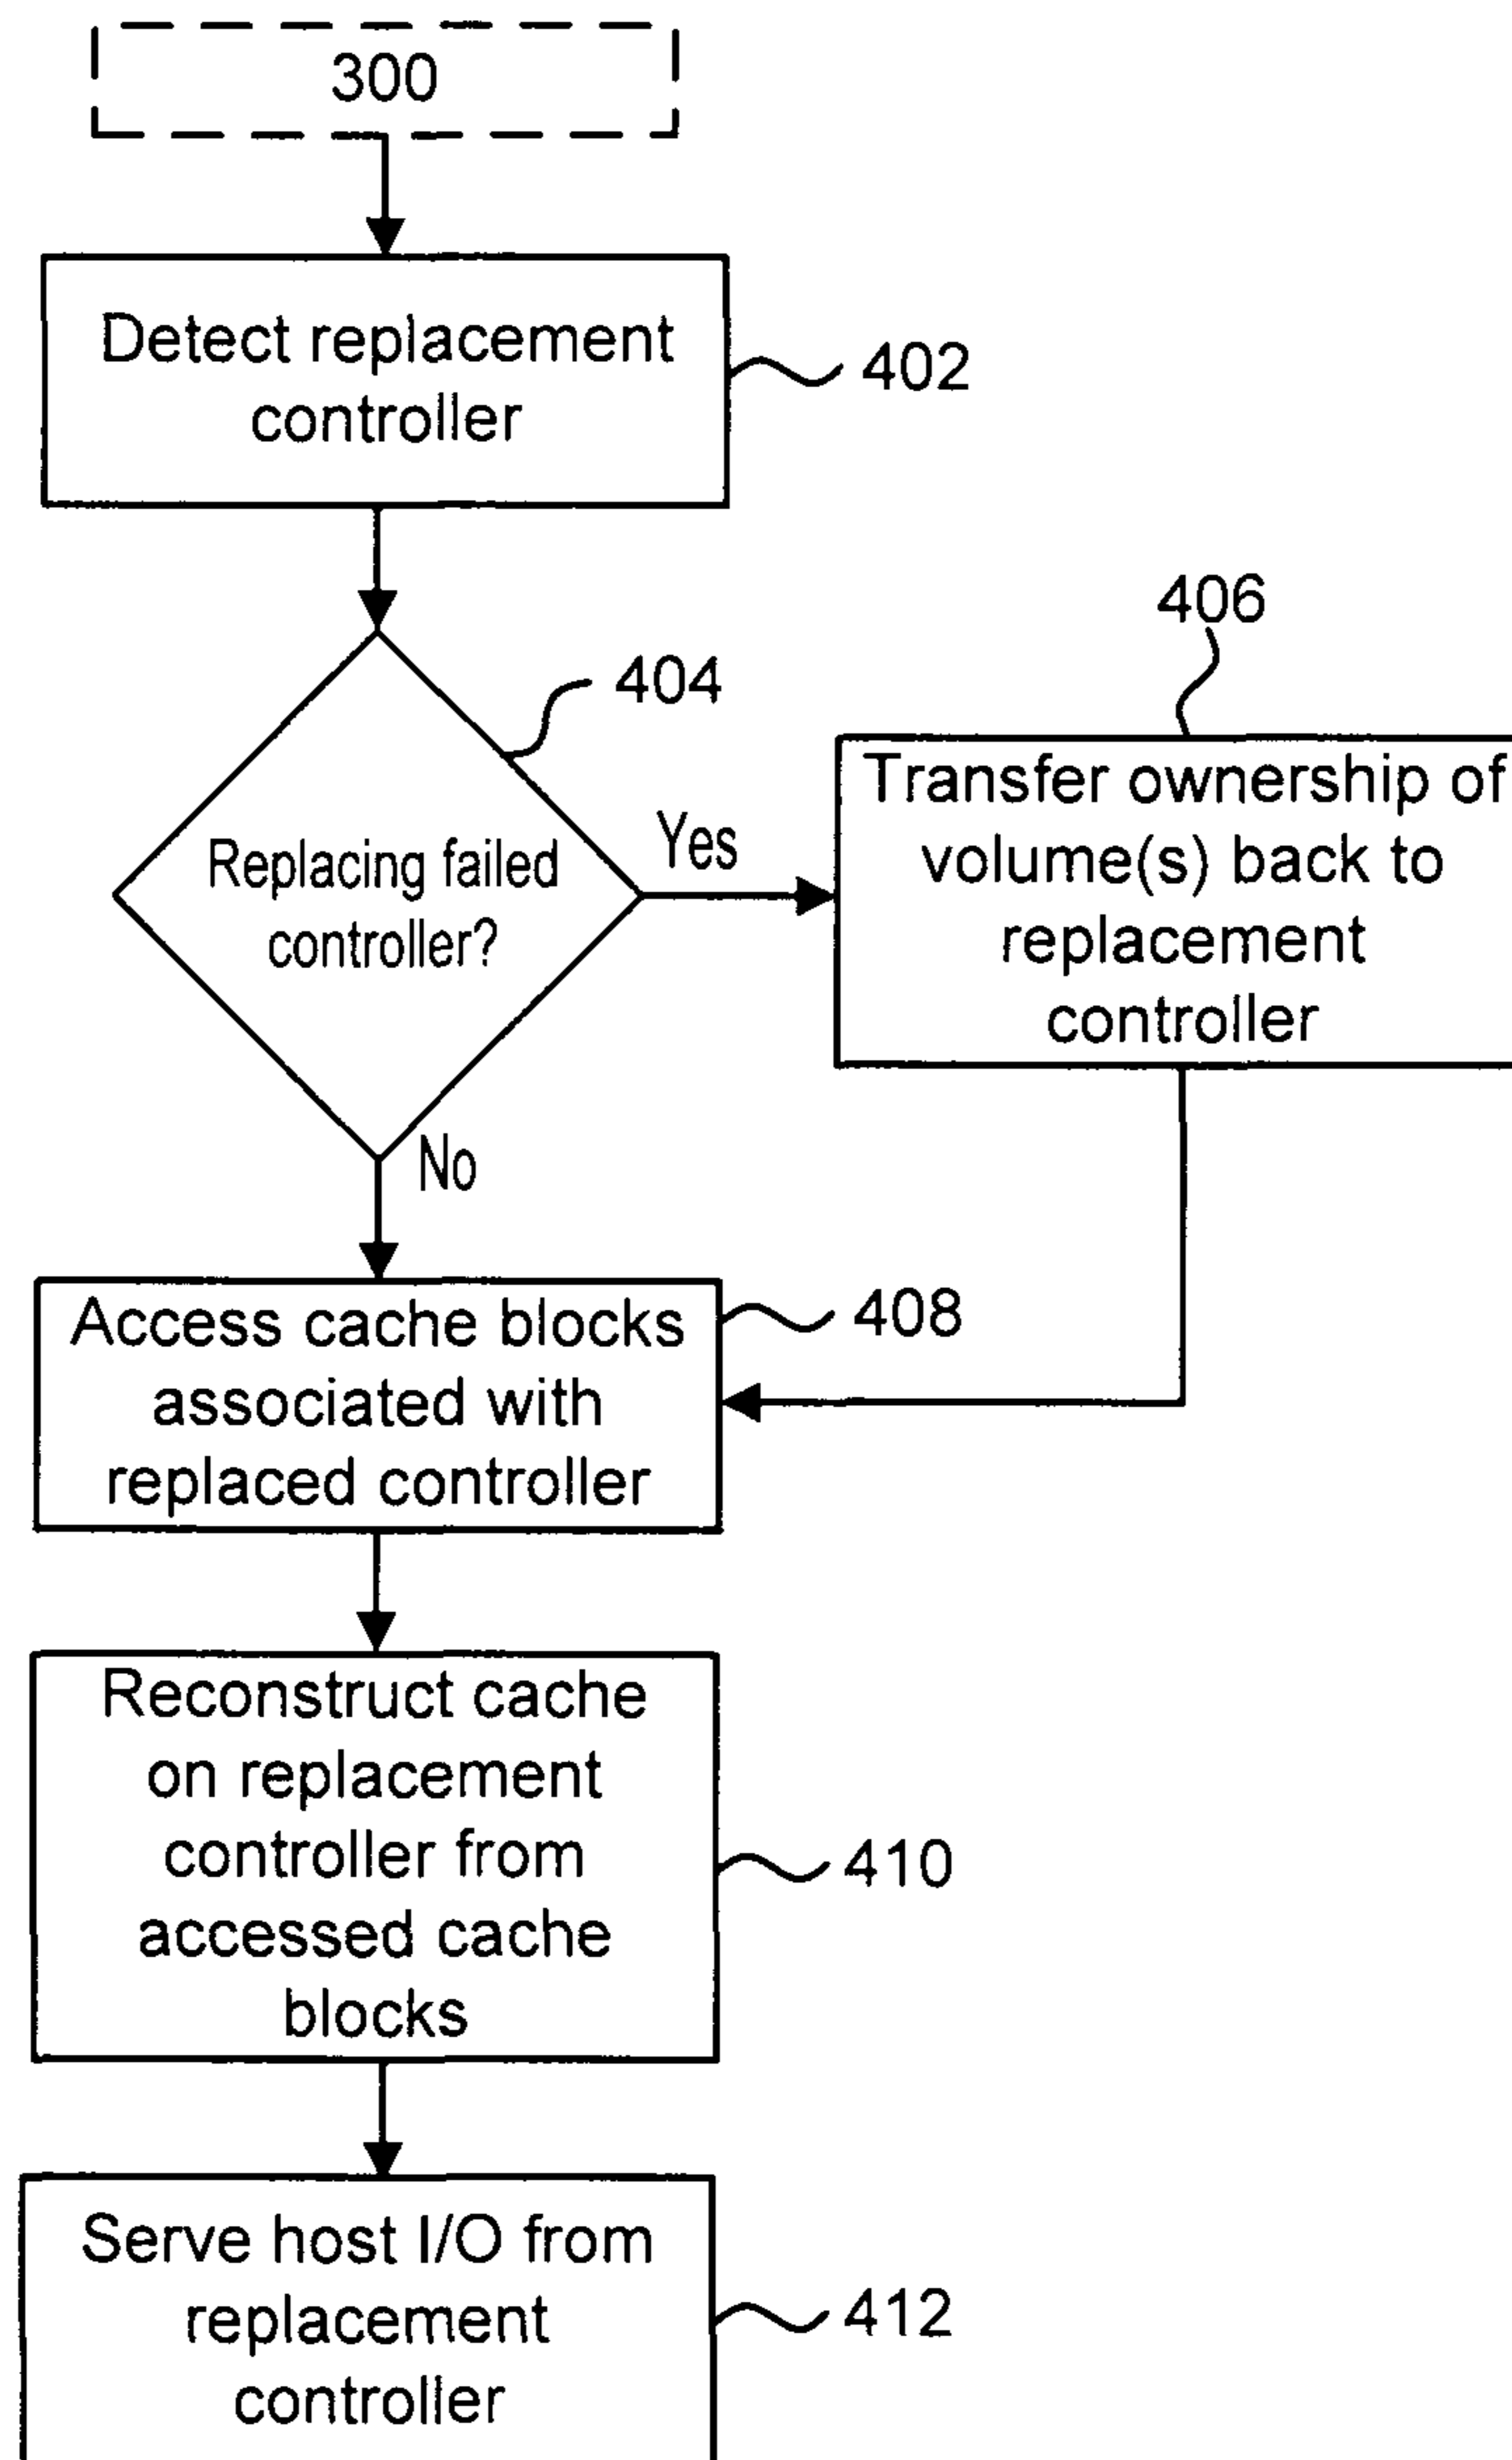 300
Detect replacement
controller
402
404
Replacing failed
controller?
Yes
406
Transfer ownership of
volume(s) back to
replacement
controller
No
Access cache blocks
associated with
replaced controller
408
Reconstruct cache
on replacement
controller from
accessed cache
blocks
410
Serve host I/O from
replacement
controller
412